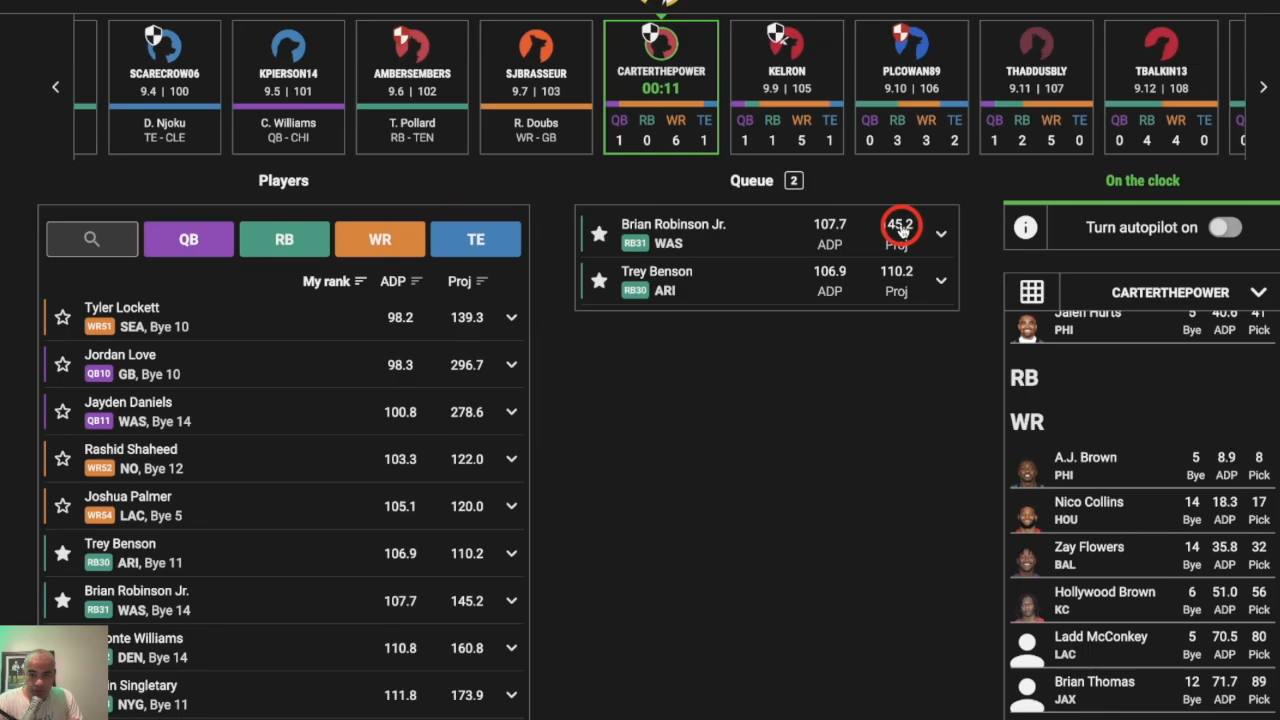 SCARECROW06
9.4 | 100
D. Njoku
TE - CLE
KPIERSON14
9.5 | 101
C. Williams
QB - CHI
AMBERSEMBERS
9.6 | 102
T. Pollard
RB - TEN
SJBRASSEUR
9.7 | 103
R. Doubs
WR - GB
CARTERTHEPOWER
00:11
QB RB WR TE
1 0 6 1
KELRON
9.9 | 105
QB RB WR TE
1 1 5 1
PLCOWAN89
9.10 | 106
QB RB WR TE
0 3 3 2
THADDUSBLY
9.11 | 107
QB RB WR TE
1 2 5 0
TBALKIN13
9.12 | 108
QB RB WR TE
0 4 4 0
Players
QB RB WR TE
My rank ADP Proj
Tyler Lockett
WR51 SEA, Bye 10 98.2 139.3
Jordan Love
QB10 GB, Bye 10 98.3 296.7
Jayden Daniels
QB11 WAS, Bye 14 100.8 278.6
Rashid Shaheed
WR52 NO, Bye 12 103.3 122.0
Joshua Palmer
WR54 LAC, Bye 5 105.1 120.0
Trey Benson
RB30 ARI, Bye 11 106.9 110.2
Brian Robinson Jr.
RB31 WAS, Bye 14 107.7 145.2
Williams
DEN, Bye 14 110.8 160.8
Singletary
NYG, Bye 11 111.8 173.9
Queue 2
Brian Robinson Jr. 107.7 45.2
RB31 WAS ADP Proj
Trey Benson 106.9 110.2
RB30 ARI ADP Proj
On the clock
Turn autopilot on
CARTERTHEPOWER
Jalen Hurts 5 40.6 41
PHI Bye ADP Pick
RB
WR
A.J. Brown 5 8.9 8
PHI Bye ADP Pick
Nico Collins 14 18.3 17
HOU Bye ADP Pick
Zay Flowers 14 35.8 32
BAL Bye ADP Pick
Hollywood Brown 6 51.0 56
KC Bye ADP Pick
Ladd McConkey 5 70.5 80
LAC Bye ADP Pick
Brian Thomas 12 71.7 89
JAX Bye ADP Pick